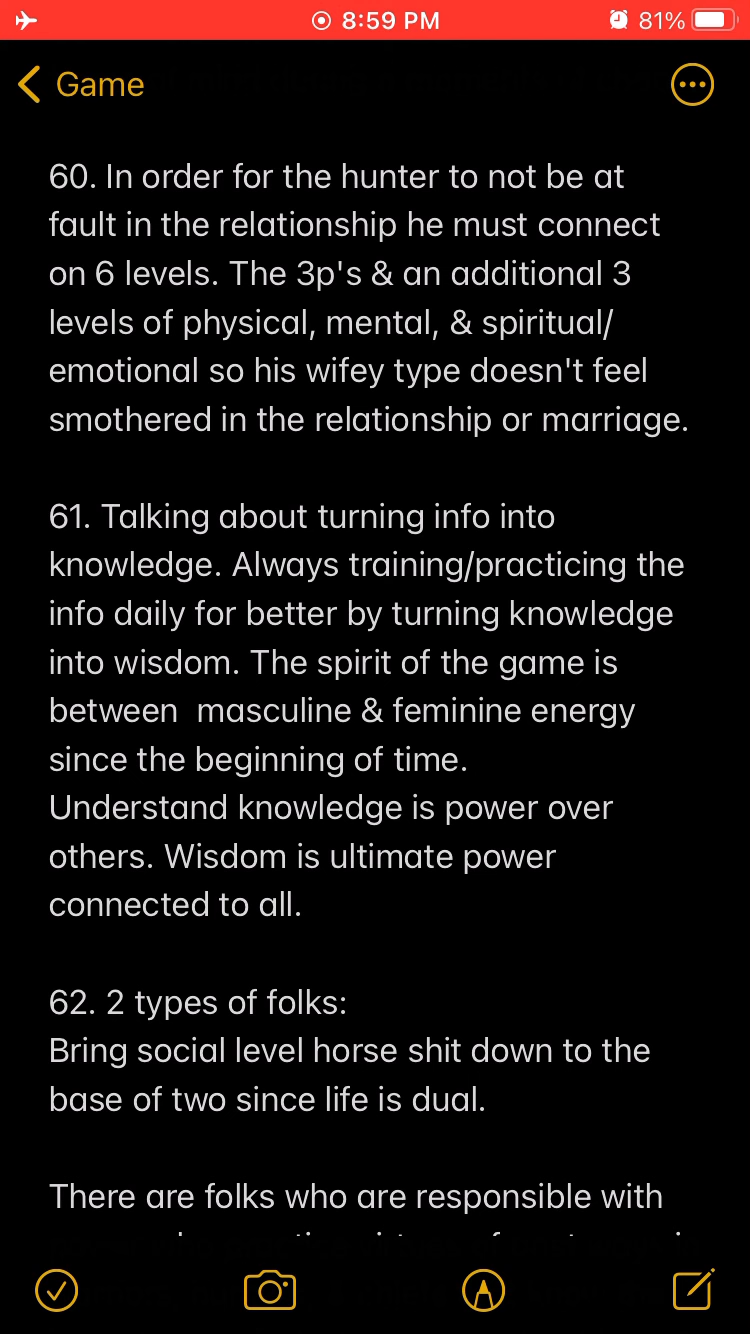 8:59 PM
81%
Game
60. In order for the hunter to not be at
fault in the relationship he must connect
on 6 levels. The 3p's & an additional 3
levels of physical, mental, & spiritual/
emotional so his wifey type doesn't feel
smothered in the relationship or marriage.
61. Talking about turning info into
knowledge. Always training/practicing the
info daily for better by turning knowledge
into wisdom. The spirit of the game is
between  masculine & feminine energy
since the beginning of time.
Understand knowledge is power over
others. Wisdom is ultimate power
connected to all.
62. 2 types of folks:
Bring social level horse shit down to the
base of two since life is dual.
There are folks who are responsible with